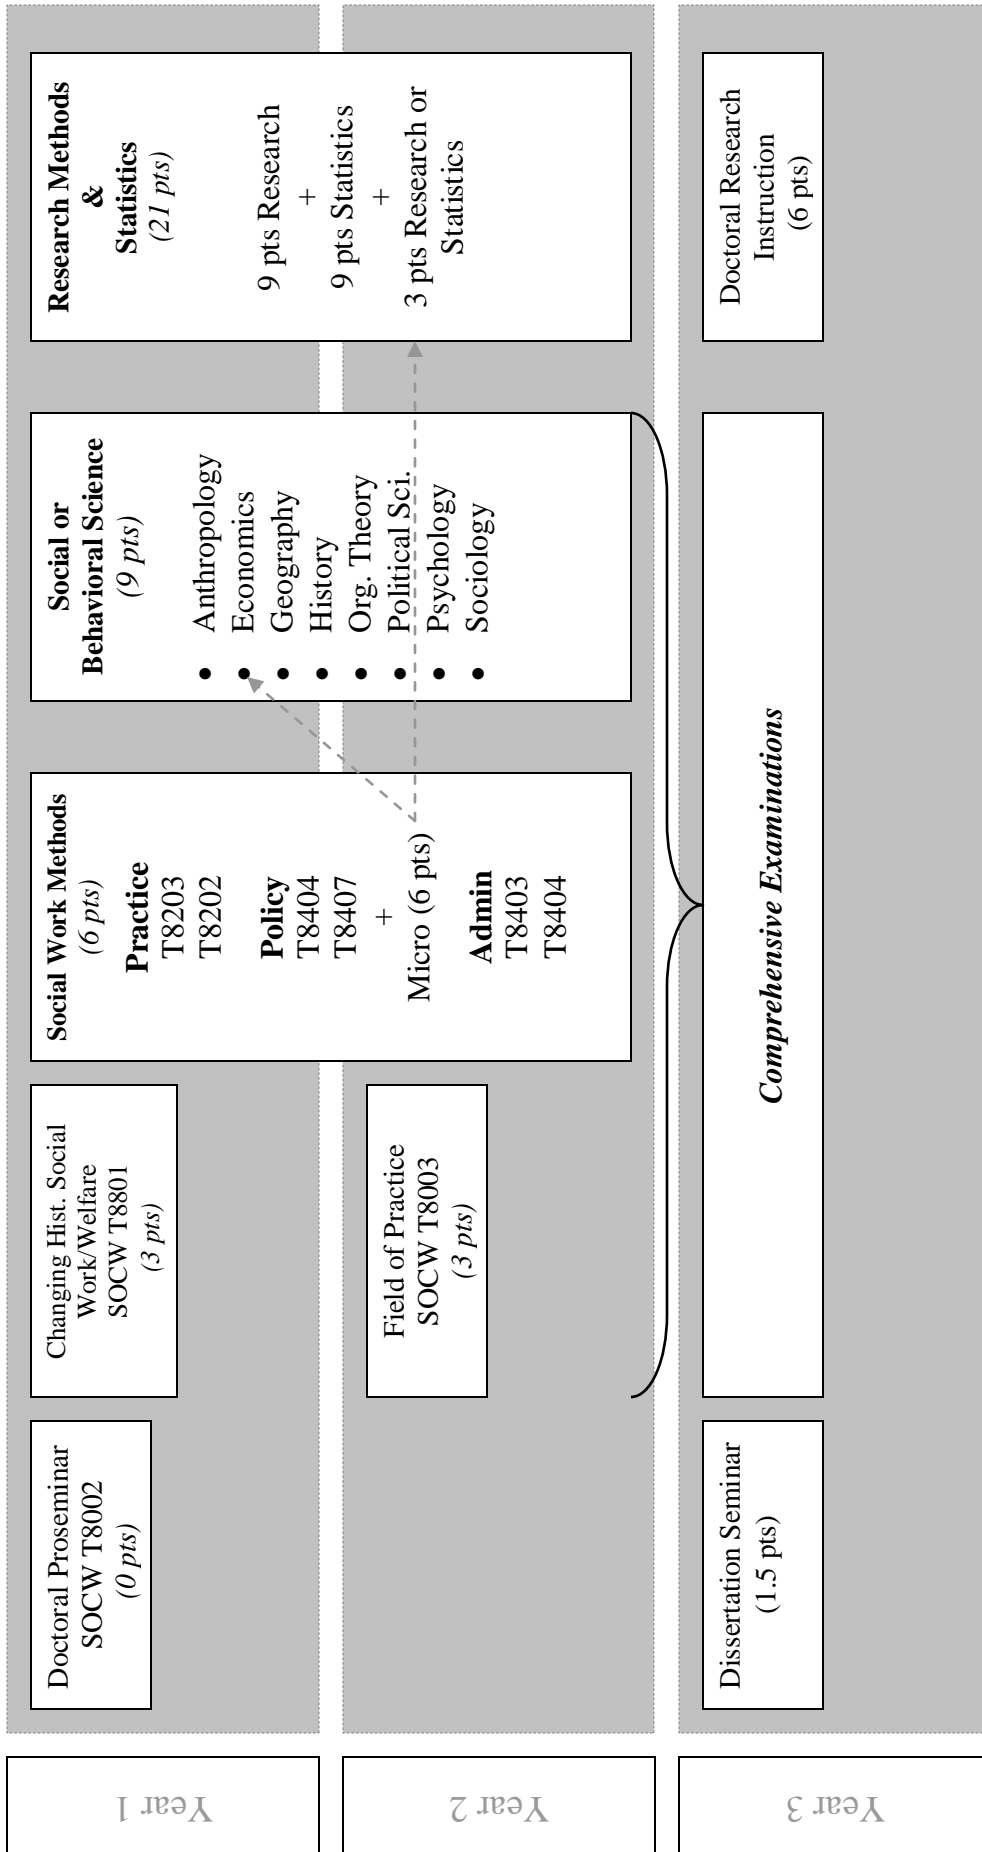 Year 1
Doctoral Proseminar
SOCW T8002
(0 pts)
Changing Hist. Social
Work/Welfare
SOCW T8801
(3 pts)
Social Work Methods
(6 pts)
Practice
T8203
T8202
Policy
T8404
T8407
+
Micro (6 pts)
Admin
T8403
T8404
Social or
Behavioral Science
(9 pts)
• Anthropology
• Economics
• Geography
• History
• Org. Theory
• Political Sci.
• Psychology
• Sociology
Research Methods
&
Statistics
(21 pts)
9 pts Research
+
9 pts Statistics
+
3 pts Research or
Statistics
Year 2
Field of Practice
SOCW T8003
(3 pts)
Year 3
Dissertation Seminar
(1.5 pts)
Comprehensive Examinations
Doctoral Research
Instruction
(6 pts)